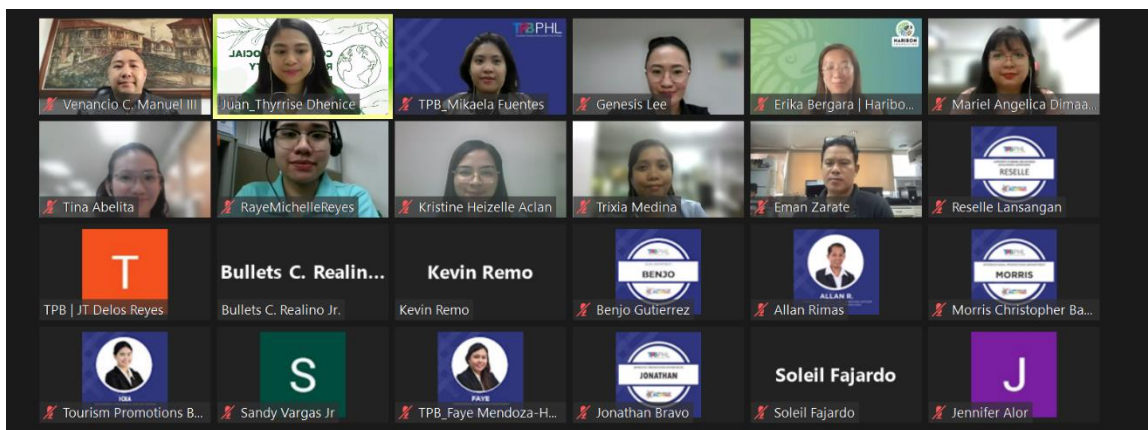 Venancio C. Manuel III
Juan_Thyrrise Dhenice
TPBPHL
TPB_Mikaela Fuentes
Genesis Lee
HARIBON
Erika Bergara | Haribo...
Mariel Angelica Dimaa...
Tina Abelita
RayeMichelleReyes
Kristine Heizelle Aclan
Trixia Medina
Eman Zarate
RESELLE
Reselle Lansangan
T
TPB | JT Delos Reyes
Bullets C. Realin...
Bullets C. Realino Jr.
Kevin Remo
Kevin Remo
BENJO
Benjo Gutierrez
ALLAN R.
Allan Rimas
MORRIS
Morris Christopher Ba...
Tourism Promotions B...
S
Sandy Vargas Jr
FAYE
TPB_Faye Mendoza-H...
JONATHAN
Jonathan Bravo
Soleil Fajardo
Soleil Fajardo
J
Jennifer Alor